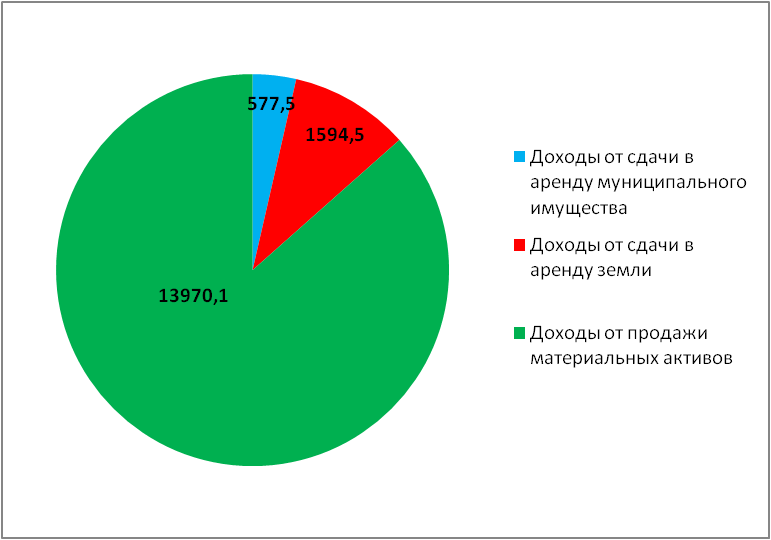 577,5
1594,5
13970,1
Доходы от сдачи в
аренду муниципального
имущества
Доходы от сдачи в
аренду земли
Доходы от продажи
материальных активов